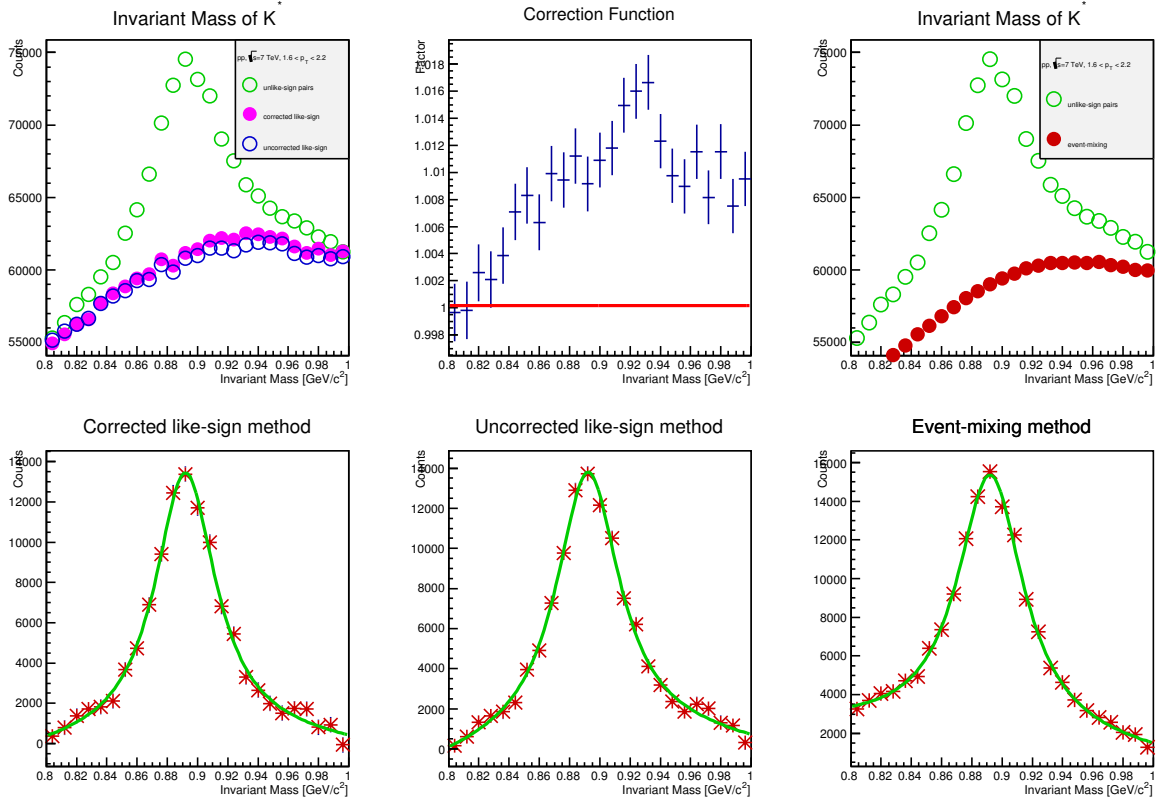 Invariant Mass of K*
Counts
75000
70000
65000
60000
55000
pp, √s=7 TeV, 1.6 < p_T < 2.2
unlike-sign pairs
corrected like-sign
uncorrected like-sign
0.8 0.82 0.84 0.86 0.88 0.9 0.92 0.94 0.96 0.98 1
Invariant Mass [GeV/c²]
Correction Function
Factor
1.018
1.016
1.014
1.012
1.01
1.008
1.006
1.004
1.002
1
0.998
0.8 0.82 0.84 0.86 0.88 0.9 0.92 0.94 0.96 0.98 1
Invariant Mass [GeV/c²]
Invariant Mass of K*
Counts
75000
70000
65000
60000
55000
pp, √s=7 TeV, 1.6 < p_T < 2.2
unlike-sign pairs
event-mixing
0.8 0.82 0.84 0.86 0.88 0.9 0.92 0.94 0.96 0.98 1
Invariant Mass [GeV/c²]
Corrected like-sign method
Counts
14000
12000
10000
8000
6000
4000
2000
0
0.8 0.82 0.84 0.86 0.88 0.9 0.92 0.94 0.96 0.98 1
Invariant Mass [GeV/c²]
Uncorrected like-sign method
Counts
14000
12000
10000
8000
6000
4000
2000
0
0.8 0.82 0.84 0.86 0.88 0.9 0.92 0.94 0.96 0.98 1
Invariant Mass [GeV/c²]
Event-mixing method
Counts
16000
14000
12000
10000
8000
6000
4000
2000
0.8 0.82 0.84 0.86 0.88 0.9 0.92 0.94 0.96 0.98 1
Invariant Mass [GeV/c²]